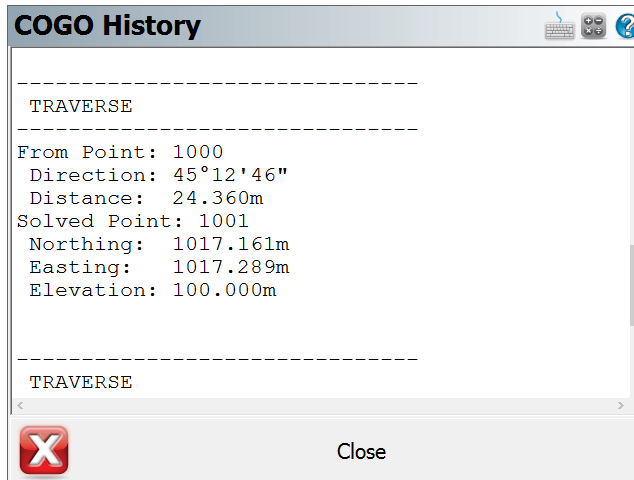 COGO History
-------------------------------
TRAVERSE
-------------------------------
From Point: 1000
Direction: 45°12'46"
Distance: 24.360m
Solved Point: 1001
Northing: 1017.161m
Easting: 1017.289m
Elevation: 100.000m
-------------------------------
TRAVERSE
Close